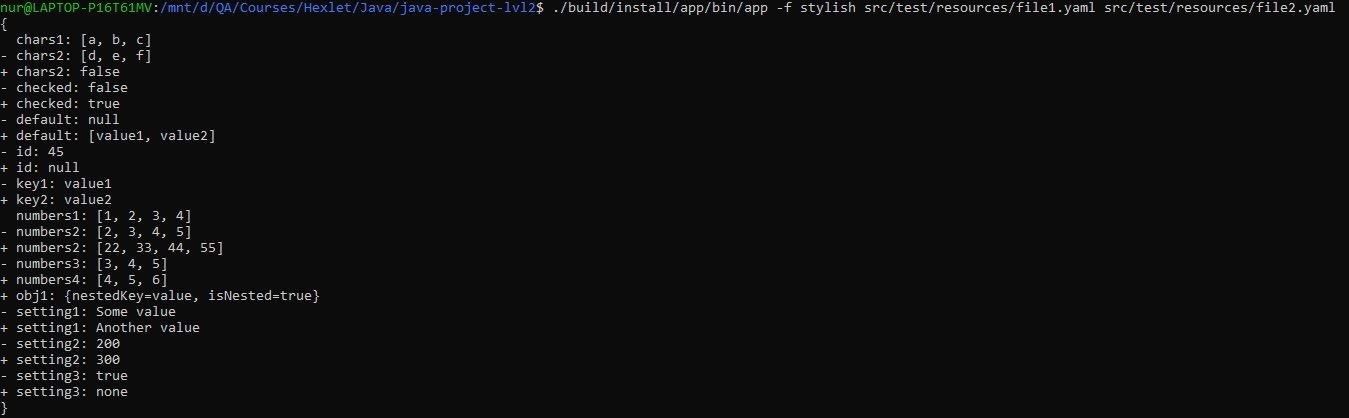 nur@LAPTOP-P16T61MV:/mnt/d/QA/Courses/Hexlet/Java/java-project-lvl2$ ./build/install/app/bin/app -f stylish src/test/resources/file1.yaml src/test/resources/file2.yaml
{
  chars1: [a, b, c]
- chars2: [d, e, f]
+ chars2: false
- checked: false
+ checked: true
- default: null
+ default: [value1, value2]
- id: 45
+ id: null
- key1: value1
+ key2: value2
  numbers1: [1, 2, 3, 4]
- numbers2: [2, 3, 4, 5]
+ numbers2: [22, 33, 44, 55]
- numbers3: [3, 4, 5]
+ numbers4: [4, 5, 6]
+ obj1: {nestedKey=value, isNested=true}
- setting1: Some value
+ setting1: Another value
- setting2: 200
+ setting2: 300
- setting3: true
+ setting3: none
}